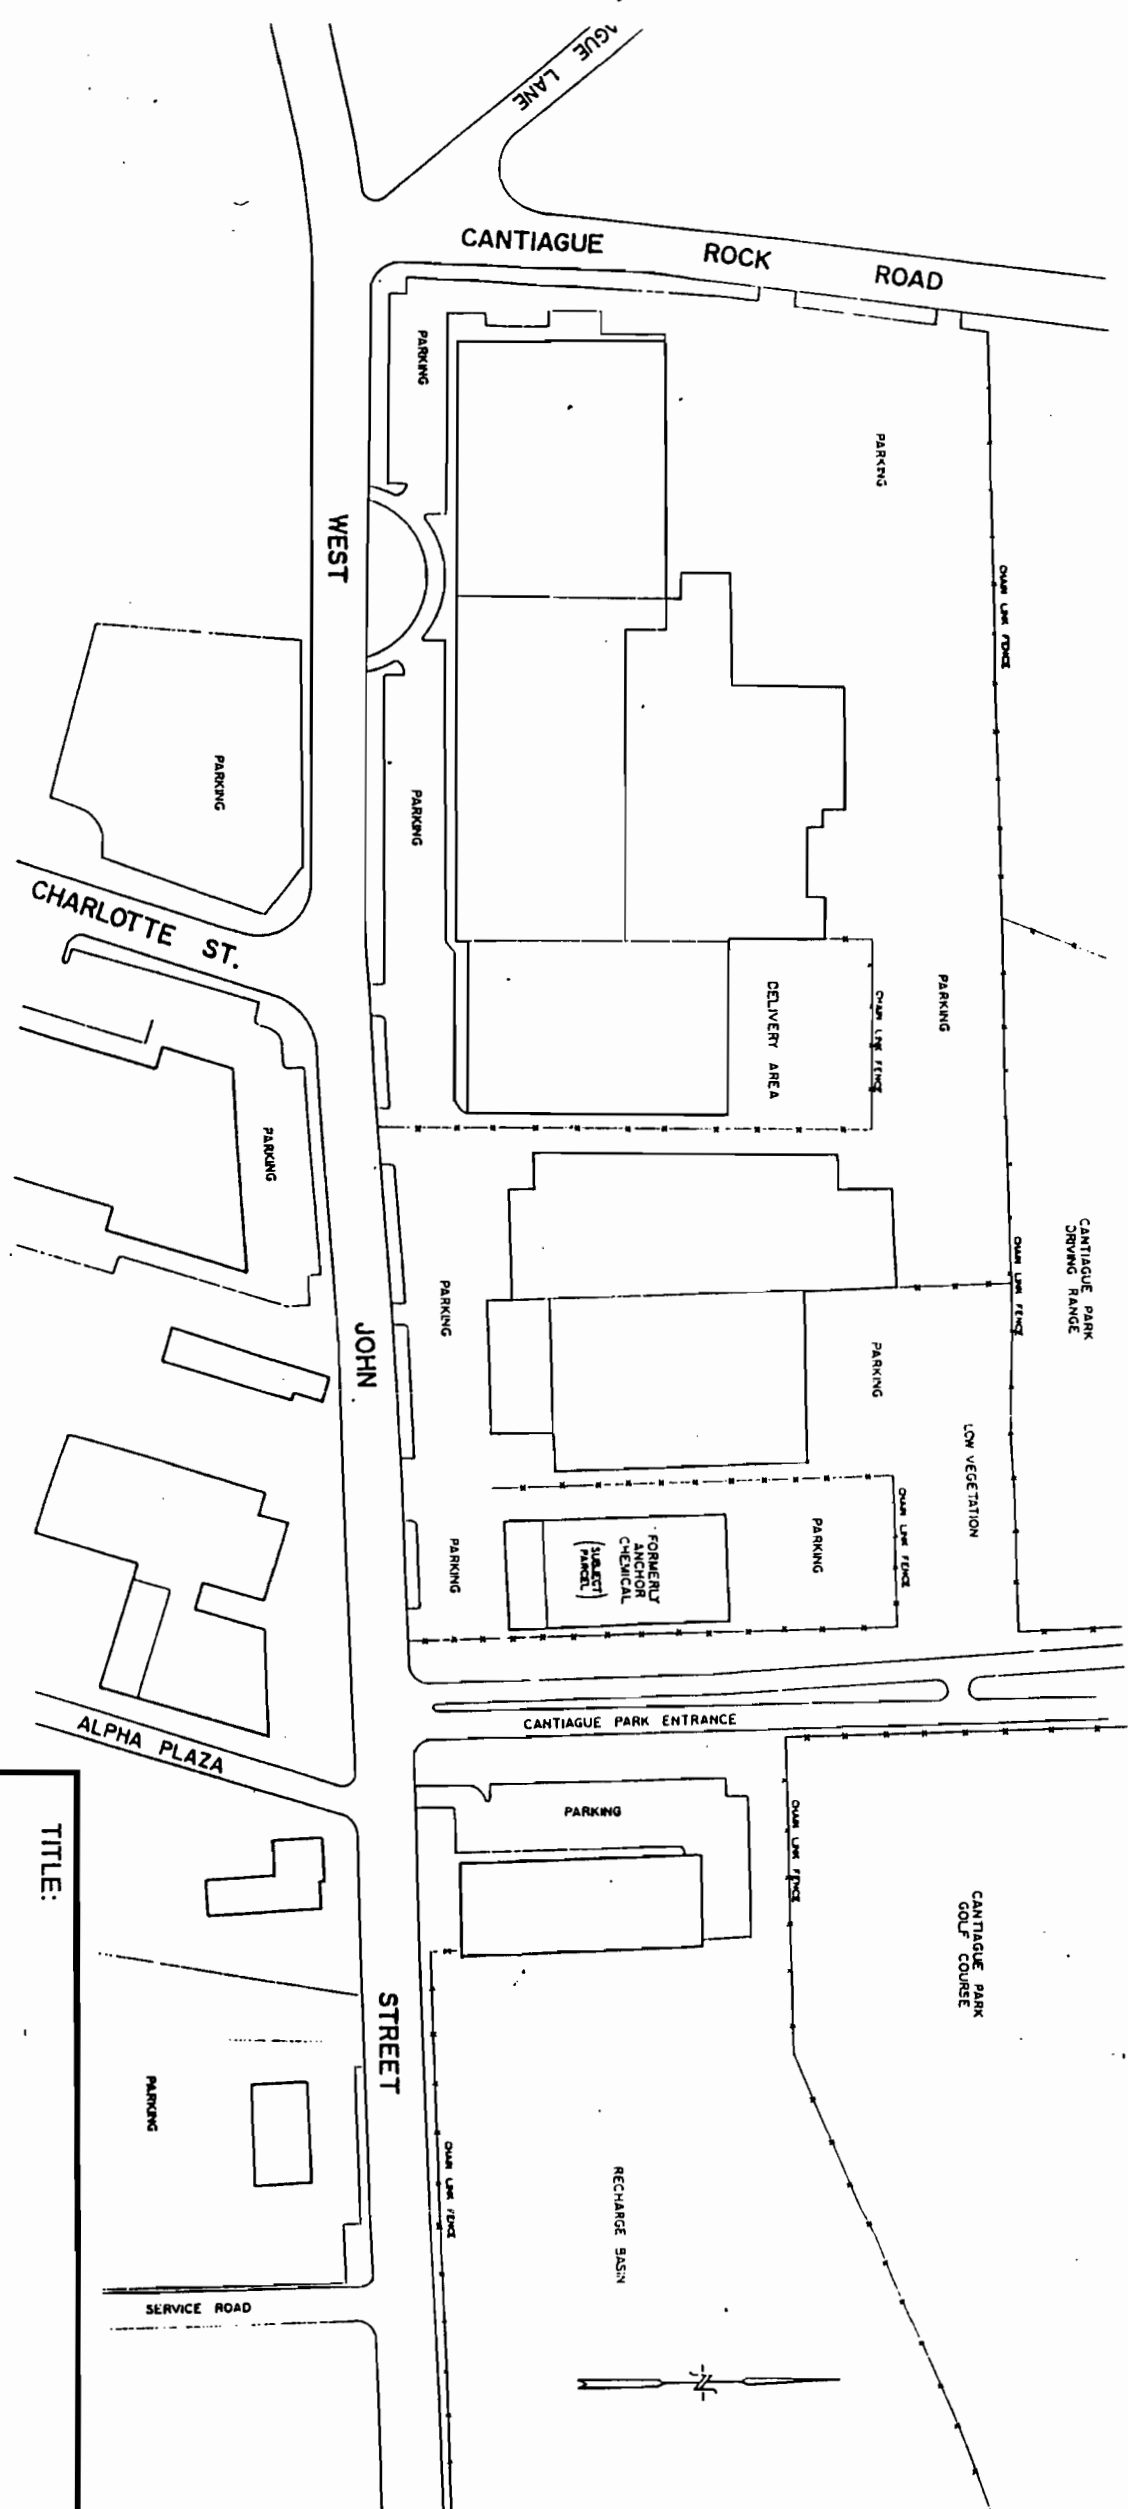 AGUE LANE
CANTIAGUE ROCK ROAD
PARKING
PARKING
CHAIN LINK FENCE
WEST
PARKING
PARKING
CHARLOTTE ST.
PARKING
DELIVERY AREA
CHAIN LINK FENCE
PARKING
CANTIAGUE PARK
DRIVING RANGE
CHAIN LINK FENCE
PARKING
JOHN
PARKING
LOW VEGETATION
PARKING
FORMERLY
ANCHOR
CHEMICAL
(SUBJECT
PARCEL)
PARKING
CHAIN LINK FENCE
CANTIAGUE PARK ENTRANCE
ALPHA PLAZA
PARKING
CHAIN LINK FENCE
CANTIAGUE PARK
GOLF COURSE
TITLE:
STREET
PARKING
CHAIN LINK FENCE
RECHARGE BASIN
SERVICE ROAD
N